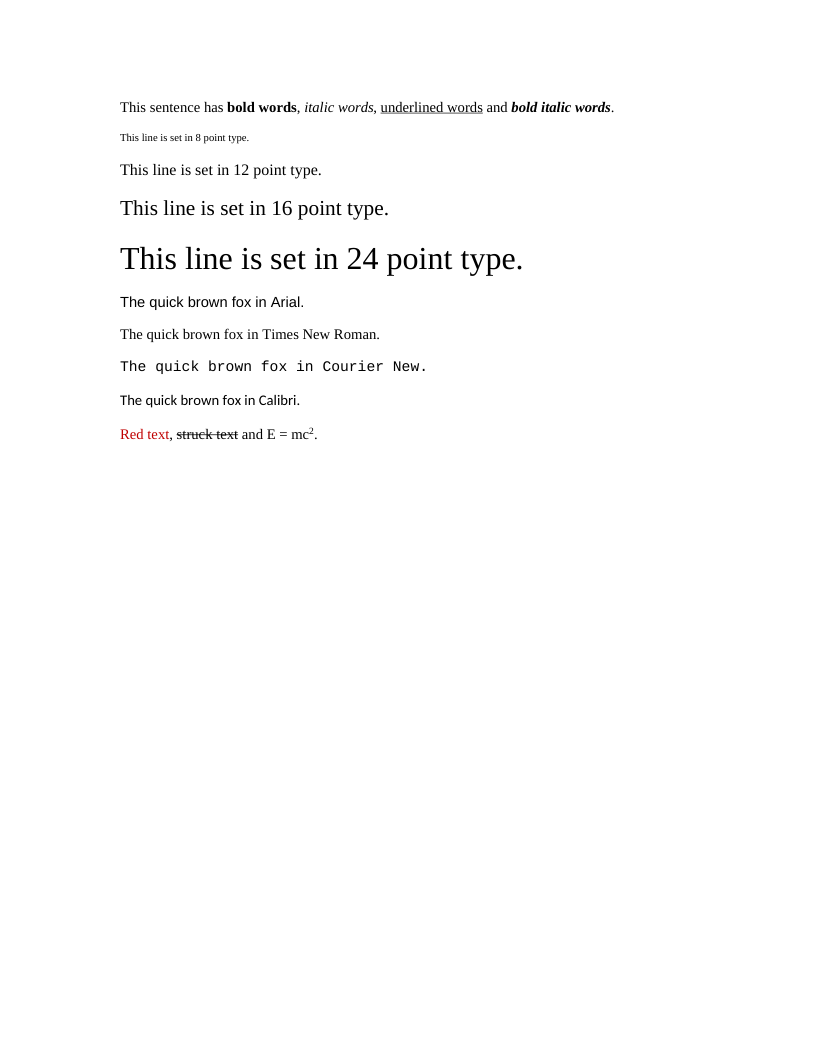 This sentence has bold words, italic words, underlined words and bold italic words.
This line is set in 8 point type.
This line is set in 12 point type.
This line is set in 16 point type.
This line is set in 24 point type.
The quick brown fox in Arial.
The quick brown fox in Times New Roman.
The quick brown fox in Courier New.
The quick brown fox in Calibri.
Red text, struck text and E = mc².